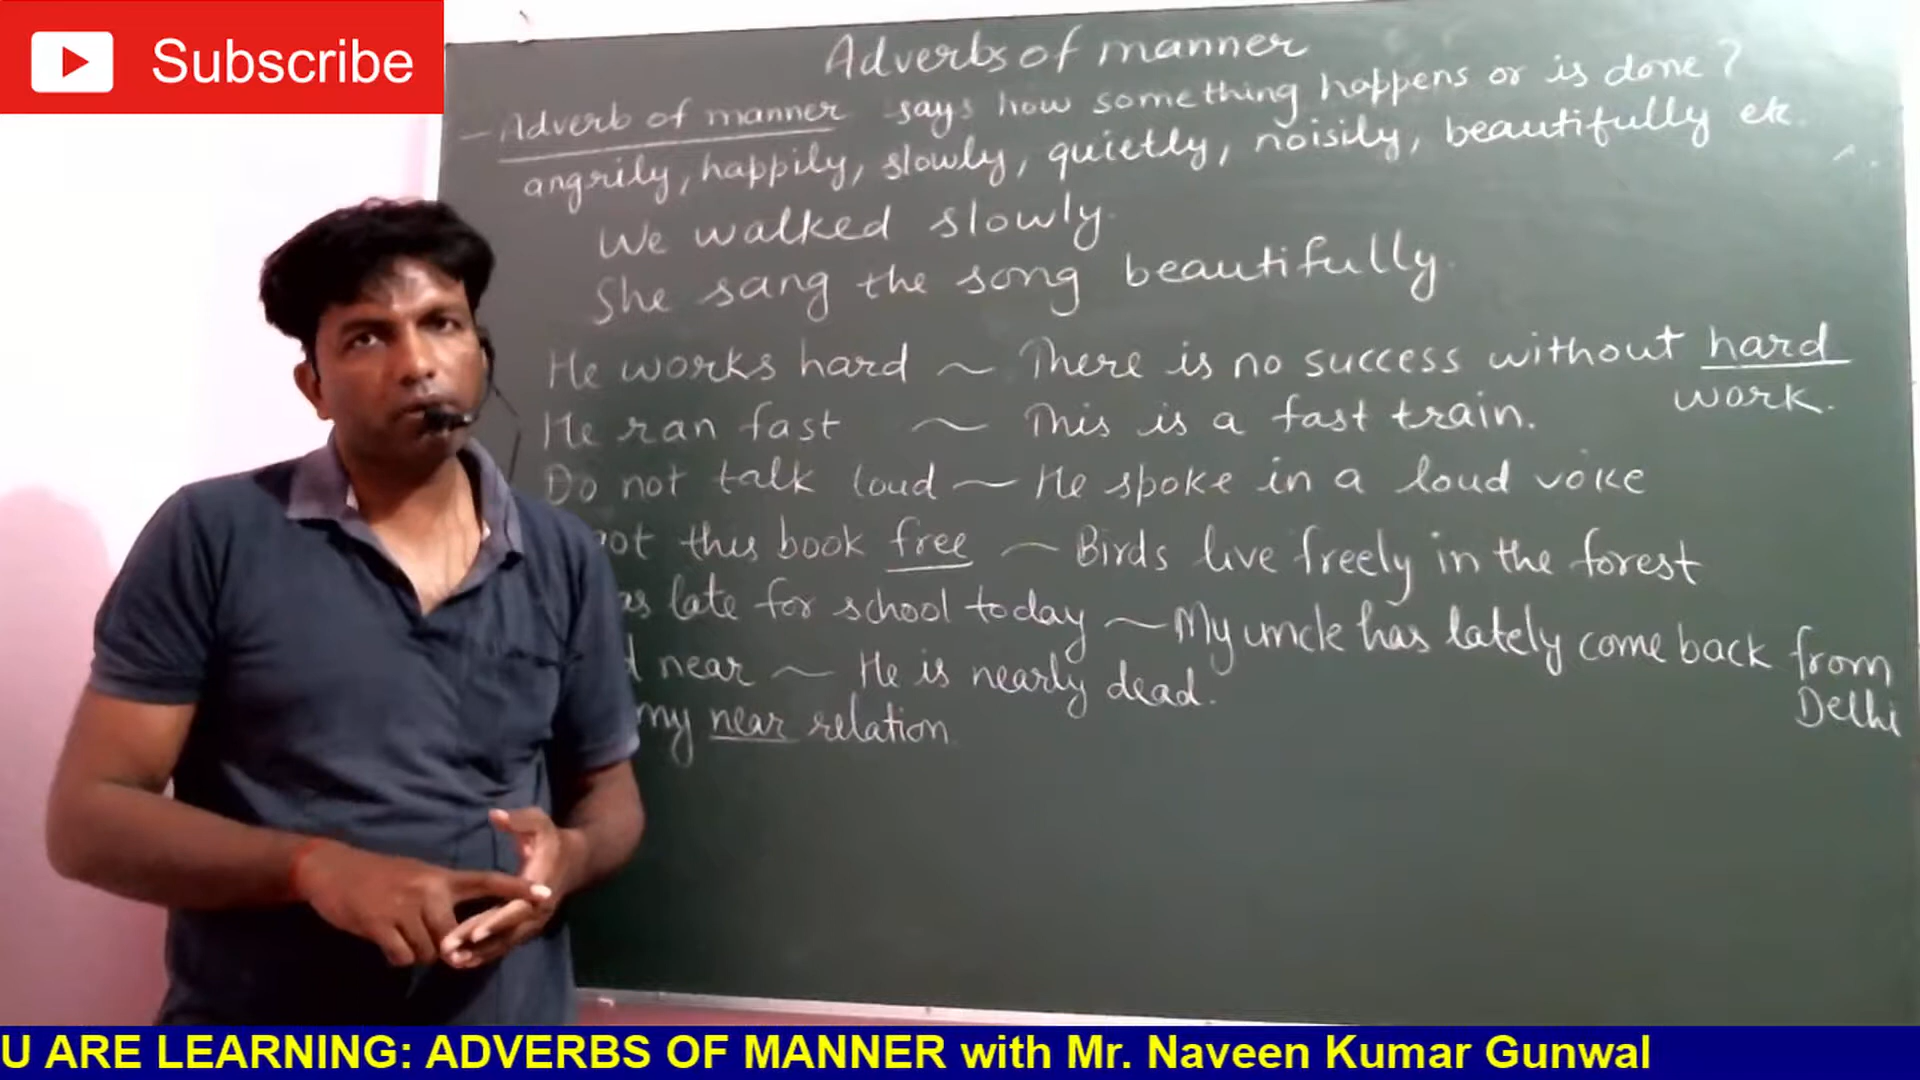 Subscribe
Adverbs of manner
- Adverb of manner says how something happens or is done?
angrily, happily, slowly, quietly, noisily, beautifully etc.
We walked slowly.
She sang the song beautifully.
He works hard ~ There is no success without hard
work.
He ran fast ~ This is a fast train.
Do not talk loud ~ He spoke in a loud voice
this book free ~ Birds live freely in the forest
late for school today ~ My uncle has lately come back from
Delhi
near ~ He is nearly dead.
my near relation
U ARE LEARNING: ADVERBS OF MANNER with Mr. Naveen Kumar Gunwal